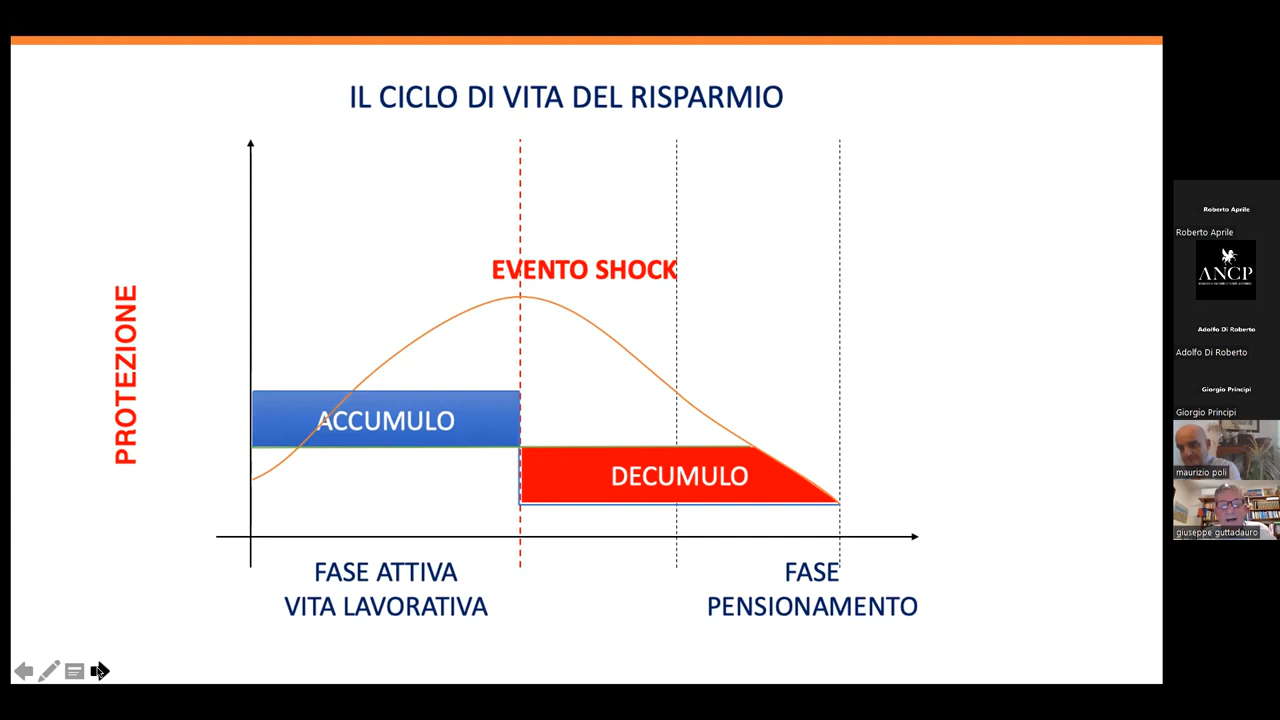 IL CICLO DI VITA DEL RISPARMIO
EVENTO SHOCK
PROTEZIONE
ACCUMULO
DECUMULO
FASE ATTIVA
VITA LAVORATIVA
FASE
PENSIONAMENTO
Roberto Aprile
Roberto Aprile
ANCP
Adolfo Di Roberto
Adolfo Di Roberto
Giorgio Principi
Giorgio Principi
maurizio poli
giuseppe guttadauro